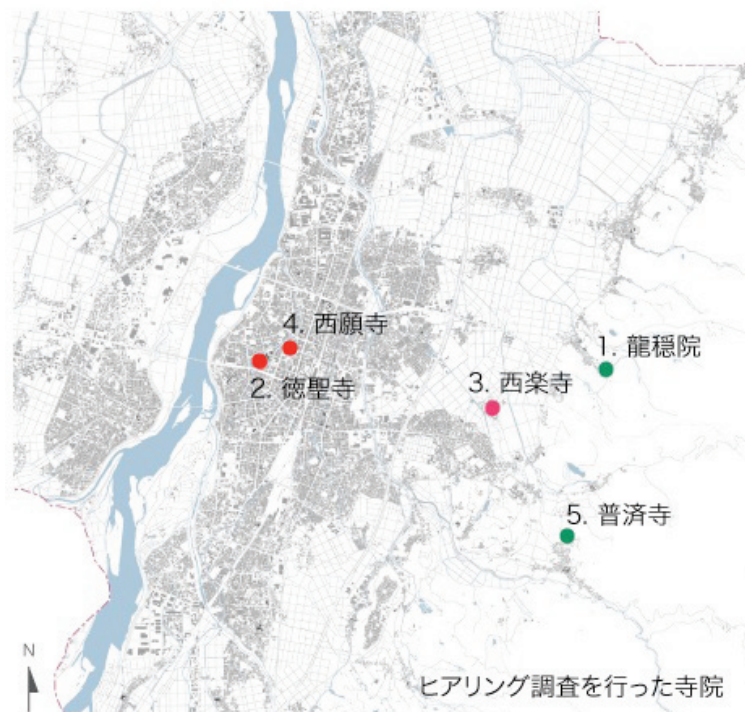 4. 西願寺
1. 龍穏院
2. 徳聖寺
3. 西楽寺
5. 普済寺
N
ヒアリング調査を行った寺院